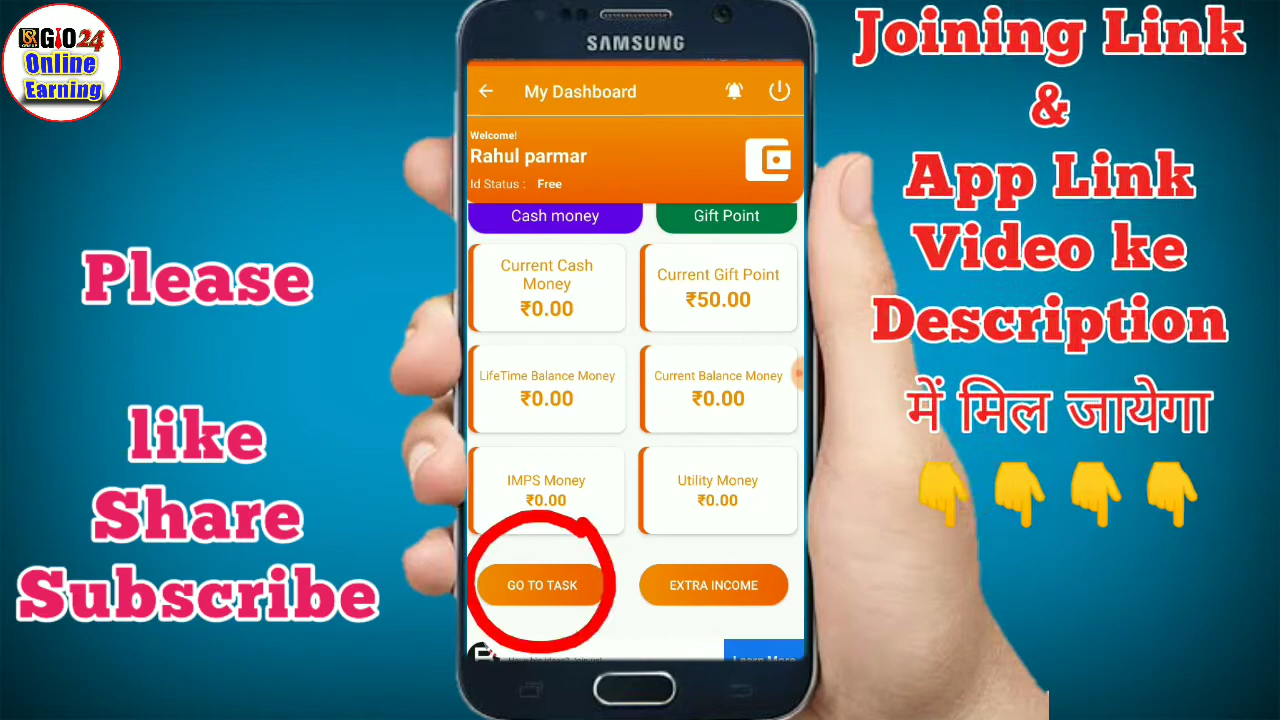 GIO24
Online
Earning
Please
like
Share
Subscribe
SAMSUNG
My Dashboard
Welcome!
Rahul parmar
Id Status : Free
Cash money
Gift Point
Current Cash
Money
₹0.00
Current Gift Point
₹50.00
LifeTime Balance Money
₹0.00
Current Balance Money
₹0.00
IMPS Money
₹0.00
Utility Money
₹0.00
GO TO TASK
EXTRA INCOME
Learn More
Joining Link
&
App Link
Video ke
Description
में मिल जायेगा